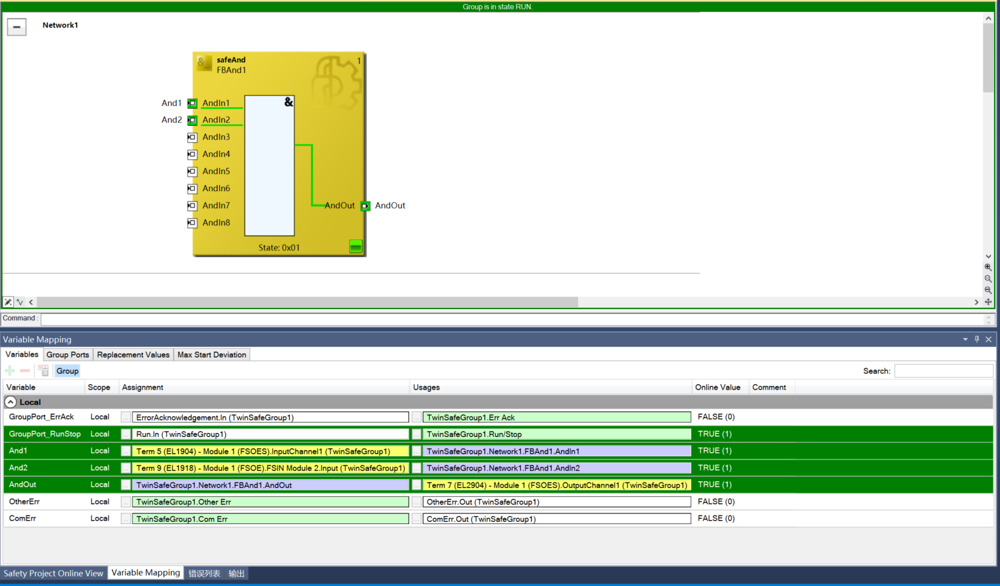 Group is in state RUN.
Network1
safeAnd
FBAnd1
1
&
And1 AndIn1
And2 AndIn2
AndIn3
AndIn4
AndIn5
AndIn6
AndIn7
AndIn8
AndOut AndOut
State: 0x01
Command :
Variable Mapping
Variables Group Ports Replacement Values Max Start Deviation
Group Search:
Variable Scope Assignment Usages Online Value Comment
Local
GroupPort_ErrAck Local ... ErrorAcknowledgement.In (TwinSafeGroup1) ... TwinSafeGroup1.Err Ack FALSE (0)
GroupPort_RunStop Local ... Run.In (TwinSafeGroup1) ... TwinSafeGroup1.Run/Stop TRUE (1)
And1 Local ... Term 5 (EL1904) - Module 1 (FSOES).InputChannel1 (TwinSafeGroup1) ... TwinSafeGroup1.Network1.FBAnd1.AndIn1 TRUE (1)
And2 Local ... Term 9 (EL1918) - Module 1 (FSOE).FSIN Module 2.Input (TwinSafeGroup1) ... TwinSafeGroup1.Network1.FBAnd1.AndIn2 TRUE (1)
AndOut Local ... TwinSafeGroup1.Network1.FBAnd1.AndOut ... Term 7 (EL2904) - Module 1 (FSOES).OutputChannel1 (TwinSafeGroup1) TRUE (1)
OtherErr Local ... TwinSafeGroup1.Other Err ... OtherErr.Out (TwinSafeGroup1) FALSE (0)
ComErr Local ... TwinSafeGroup1.Com Err ... ComErr.Out (TwinSafeGroup1) FALSE (0)
Safety Project Online View Variable Mapping 错误列表 输出